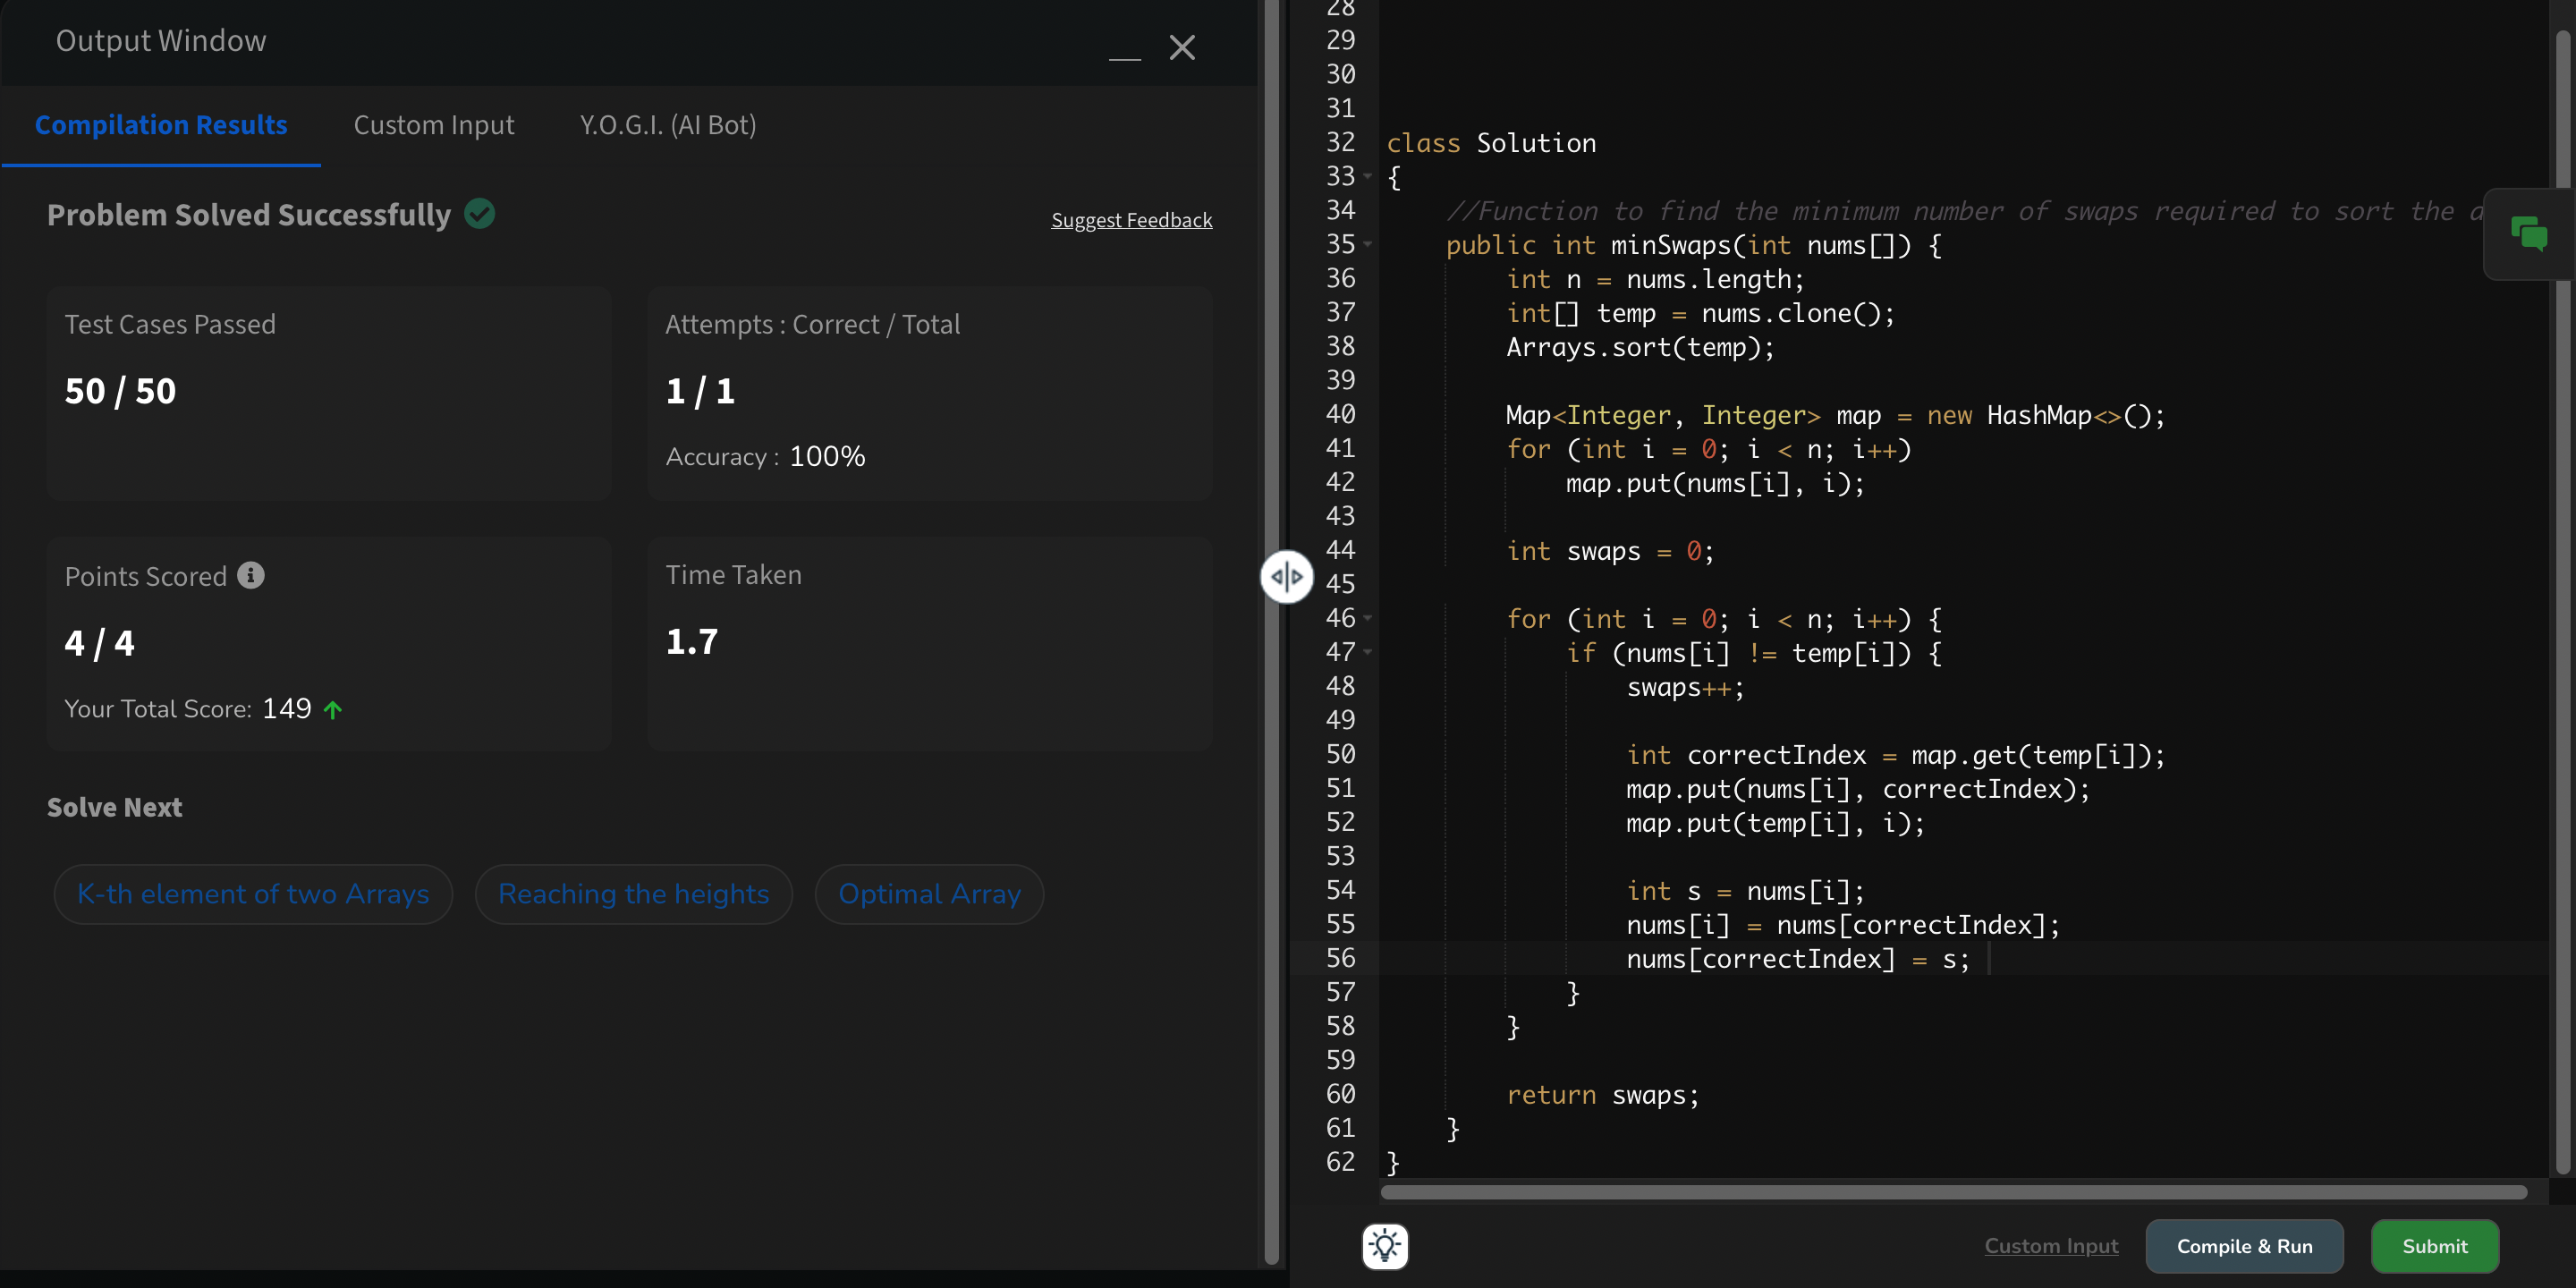 Output Window
Compilation Results Custom Input Y.O.G.I. (AI Bot)
Problem Solved Successfully
Suggest Feedback
Test Cases Passed
50 / 50
Attempts : Correct / Total
1 / 1
Accuracy : 100%
Points Scored
4 / 4
Your Total Score: 149
Time Taken
1.7
Solve Next
K-th element of two Arrays Reaching the heights Optimal Array
28
29
30
31
32 class Solution
33 {
34     //Function to find the minimum number of swaps required to sort the a
35     public int minSwaps(int nums[]) {
36         int n = nums.length;
37         int[] temp = nums.clone();
38         Arrays.sort(temp);
39
40         Map<Integer, Integer> map = new HashMap<>();
41         for (int i = 0; i < n; i++)
42             map.put(nums[i], i);
43
44         int swaps = 0;
45
46         for (int i = 0; i < n; i++) {
47             if (nums[i] != temp[i]) {
48                 swaps++;
49
50                 int correctIndex = map.get(temp[i]);
51                 map.put(nums[i], correctIndex);
52                 map.put(temp[i], i);
53
54                 int s = nums[i];
55                 nums[i] = nums[correctIndex];
56                 nums[correctIndex] = s;
57             }
58         }
59
60         return swaps;
61     }
62 }
Custom Input Compile & Run Submit